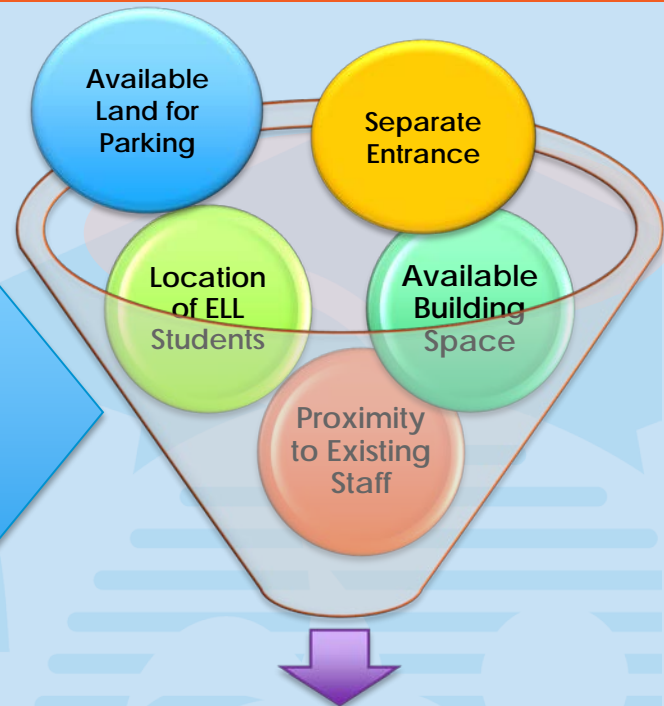 Available
Land for
Parking
Separate
Entrance
Location
of ELL
Students
Available
Building
Space
Proximity
to Existing
Staff